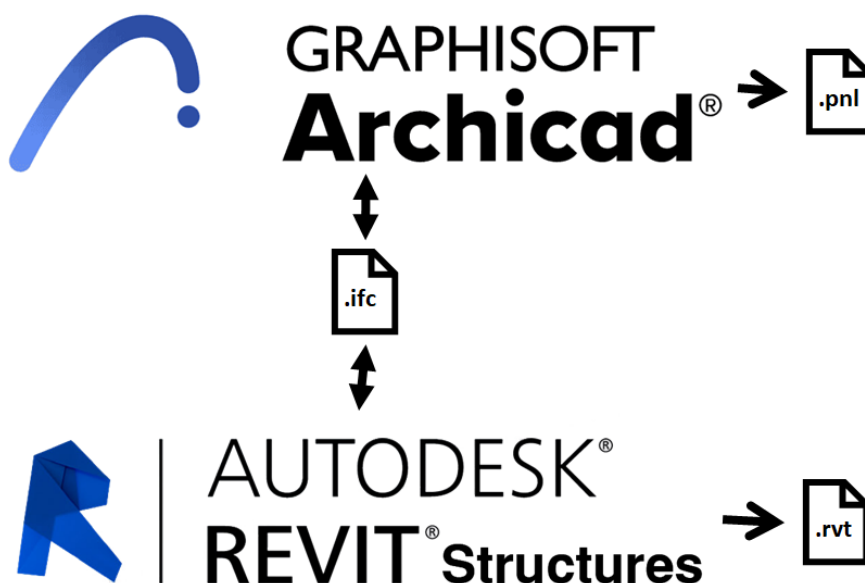 GRAPHISOFT
Archicad®
.pnl
.ifc
AUTODESK®
REVIT® Structures
.rvt